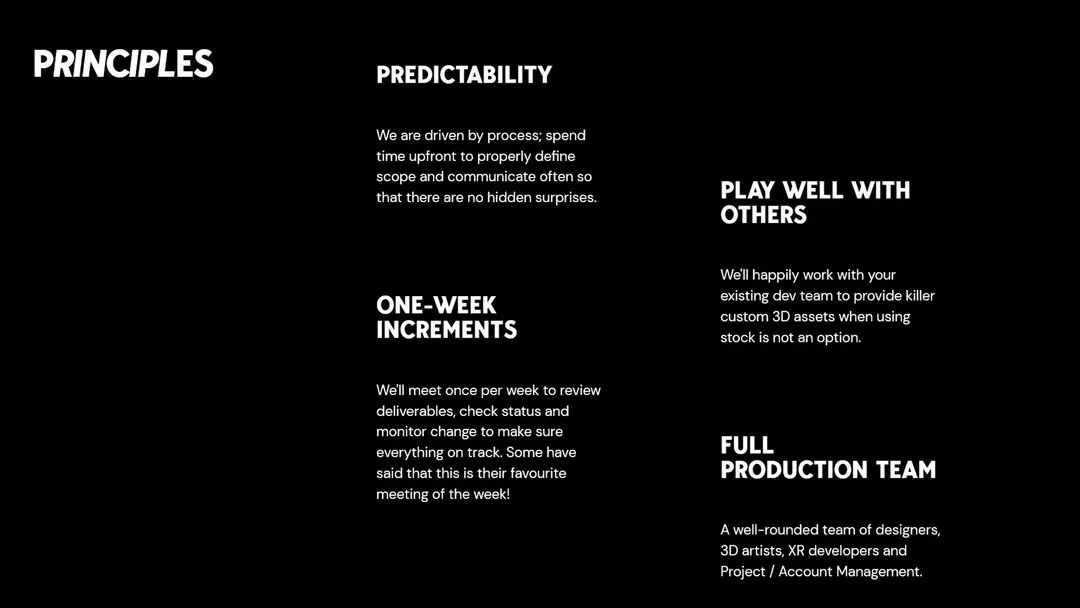 PRINCIPLES
PREDICTABILITY
We are driven by process; spend
time upfront to properly define
scope and communicate often so
that there are no hidden surprises.
ONE-WEEK
INCREMENTS
We'll meet once per week to review
deliverables, check status and
monitor change to make sure
everything on track. Some have
said that this is their favourite
meeting of the week!
PLAY WELL WITH
OTHERS
We'll happily work with your
existing dev team to provide killer
custom 3D assets when using
stock is not an option.
FULL
PRODUCTION TEAM
A well-rounded team of designers,
3D artists, XR developers and
Project / Account Management.